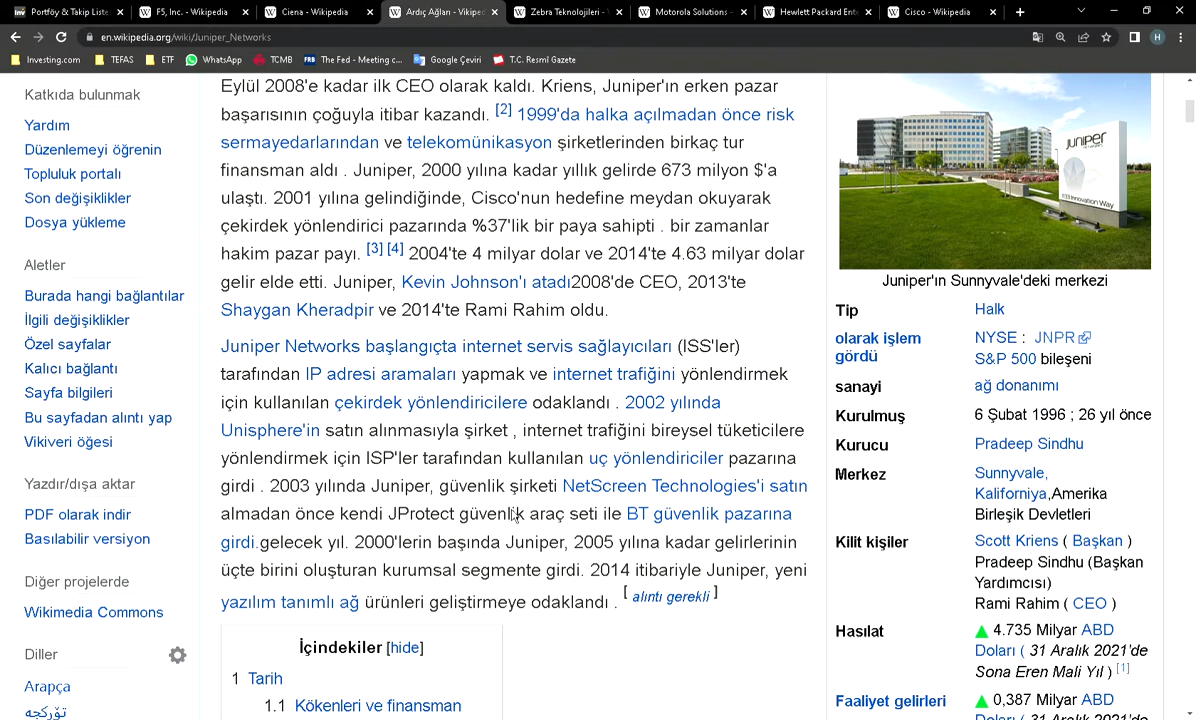 Portföy & Takip Liste
F5, Inc. - Wikipedia
Ciena - Wikipedia
Ardıç Ağları - Vikiped
Zebra Teknolojileri -
Motorola Solutions -
Hewlett Packard Ent
Cisco - Wikipedia
en.wikipedia.org/wiki/Juniper_Networks
H
Investing.com
TEFAS
ETF
WhatsApp
TCMB
FRB
The Fed - Meeting c...
Google Çeviri
T.C. Resmî Gazete
Katkıda bulunmak
Yardım
Düzenlemeyi öğrenin
Topluluk portalı
Son değişiklikler
Dosya yükleme
Aletler
Burada hangi bağlantılar
İlgili değişiklikler
Özel sayfalar
Kalıcı bağlantı
Sayfa bilgileri
Bu sayfadan alıntı yap
Vikiveri öğesi
Yazdır/dışa aktar
PDF olarak indir
Basılabilir versiyon
Diğer projelerde
Wikimedia Commons
Diller
Arapça
تۆرکجه
Eylül 2008'e kadar ilk CEO olarak kaldı. Kriens, Juniper'ın erken pazar
başarısının çoğuyla itibar kazandı. [2] 1999'da halka açılmadan önce risk
sermayedarlarından ve telekomünikasyon şirketlerinden birkaç tur
finansman aldı . Juniper, 2000 yılına kadar yıllık gelirde 673 milyon $'a
ulaştı. 2001 yılına gelindiğinde, Cisco'nun hedefine meydan okuyarak
çekirdek yönlendirici pazarında %37'lik bir paya sahipti . bir zamanlar
hakim pazar payı. [3] [4] 2004'te 4 milyar dolar ve 2014'te 4.63 milyar dolar
gelir elde etti. Juniper, Kevin Johnson'ı atadı2008'de CEO, 2013'te
Shaygan Kheradpir ve 2014'te Rami Rahim oldu.
Juniper Networks başlangıçta internet servis sağlayıcıları (ISS'ler)
tarafından IP adresi aramaları yapmak ve internet trafiğini yönlendirmek
için kullanılan çekirdek yönlendiricilere odaklandı . 2002 yılında
Unisphere'in satın alınmasıyla şirket , internet trafiğini bireysel tüketicilere
yönlendirmek için ISP'ler tarafından kullanılan uç yönlendiriciler pazarına
girdi . 2003 yılında Juniper, güvenlik şirketi NetScreen Technologies'i satın
almadan önce kendi JProtect güvenlik araç seti ile BT güvenlik pazarına
girdi.gelecek yıl. 2000'lerin başında Juniper, 2005 yılına kadar gelirlerinin
üçte birini oluşturan kurumsal segmente girdi. 2014 itibariyle Juniper, yeni
yazılım tanımlı ağ ürünleri geliştirmeye odaklandı . [ alıntı gerekli ]
İçindekiler [hide]
1 Tarih
1.1 Kökenleri ve finansman
Juniper
1133 Innovation Way
Juniper'ın Sunnyvale'deki merkezi
Tip Halk
olarak işlem gördü NYSE : JNPR
S&P 500 bileşeni
sanayi ağ donanımı
Kurulmuş 6 Şubat 1996 ; 26 yıl önce
Kurucu Pradeep Sindhu
Merkez Sunnyvale,
Kaliforniya,Amerika
Birleşik Devletleri
Kilit kişiler Scott Kriens ( Başkan )
Pradeep Sindhu (Başkan
Yardımcısı)
Rami Rahim ( CEO )
Hasılat 4.735 Milyar ABD
Doları ( 31 Aralık 2021'de
Sona Eren Mali Yıl ) [1]
Faaliyet gelirleri 0,387 Milyar ABD
Doları ( 31 Aralık 2021'de